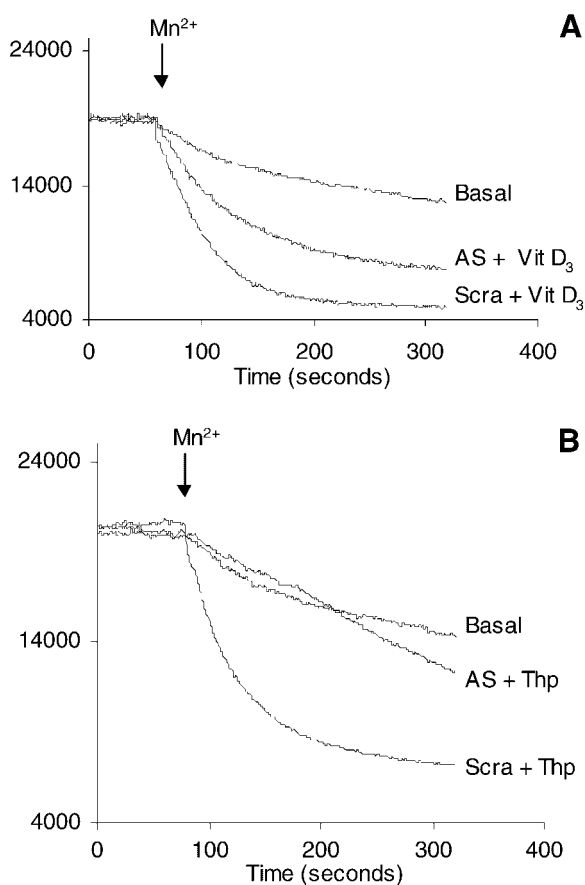 A
Mn²⁺
24000
14000
4000
Basal
AS + Vit D₃
Scra + Vit D₃
0
100
200
300
400
Time (seconds)
B
Mn²⁺
24000
14000
4000
Basal
AS + Thp
Scra + Thp
0
100
200
300
400
Time (seconds)